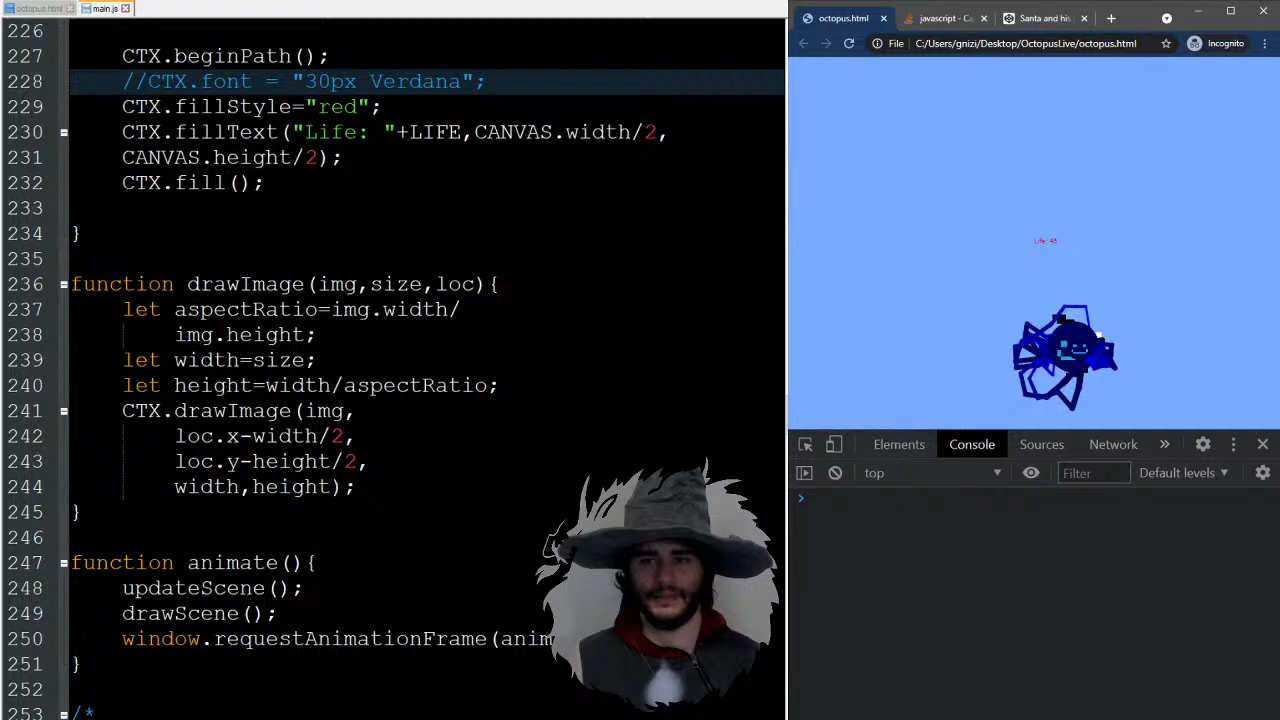 octopus.html
main.js
226
227 CTX.beginPath();
228 //CTX.font = "30px Verdana";
229 CTX.fillStyle="red";
230 CTX.fillText("Life: "+LIFE,CANVAS.width/2,
231 CANVAS.height/2);
232 CTX.fill();
233
234 }
235
236 function drawImage(img,size,loc){
237 let aspectRatio=img.width/
238 img.height;
239 let width=size;
240 let height=width/aspectRatio;
241 CTX.drawImage(img,
242 loc.x-width/2,
243 loc.y-height/2,
244 width,height);
245 }
246
247 function animate(){
248 updateScene();
249 drawScene();
250 window.requestAnimationFrame(anim
251 }
252
253 /*
octopus.html
javascript - Ca
Santa and his
File C:/Users/gnizi/Desktop/OctopusLive/octopus.html
Incognito
Life: 45
Elements Console Sources Network
top Filter Default levels